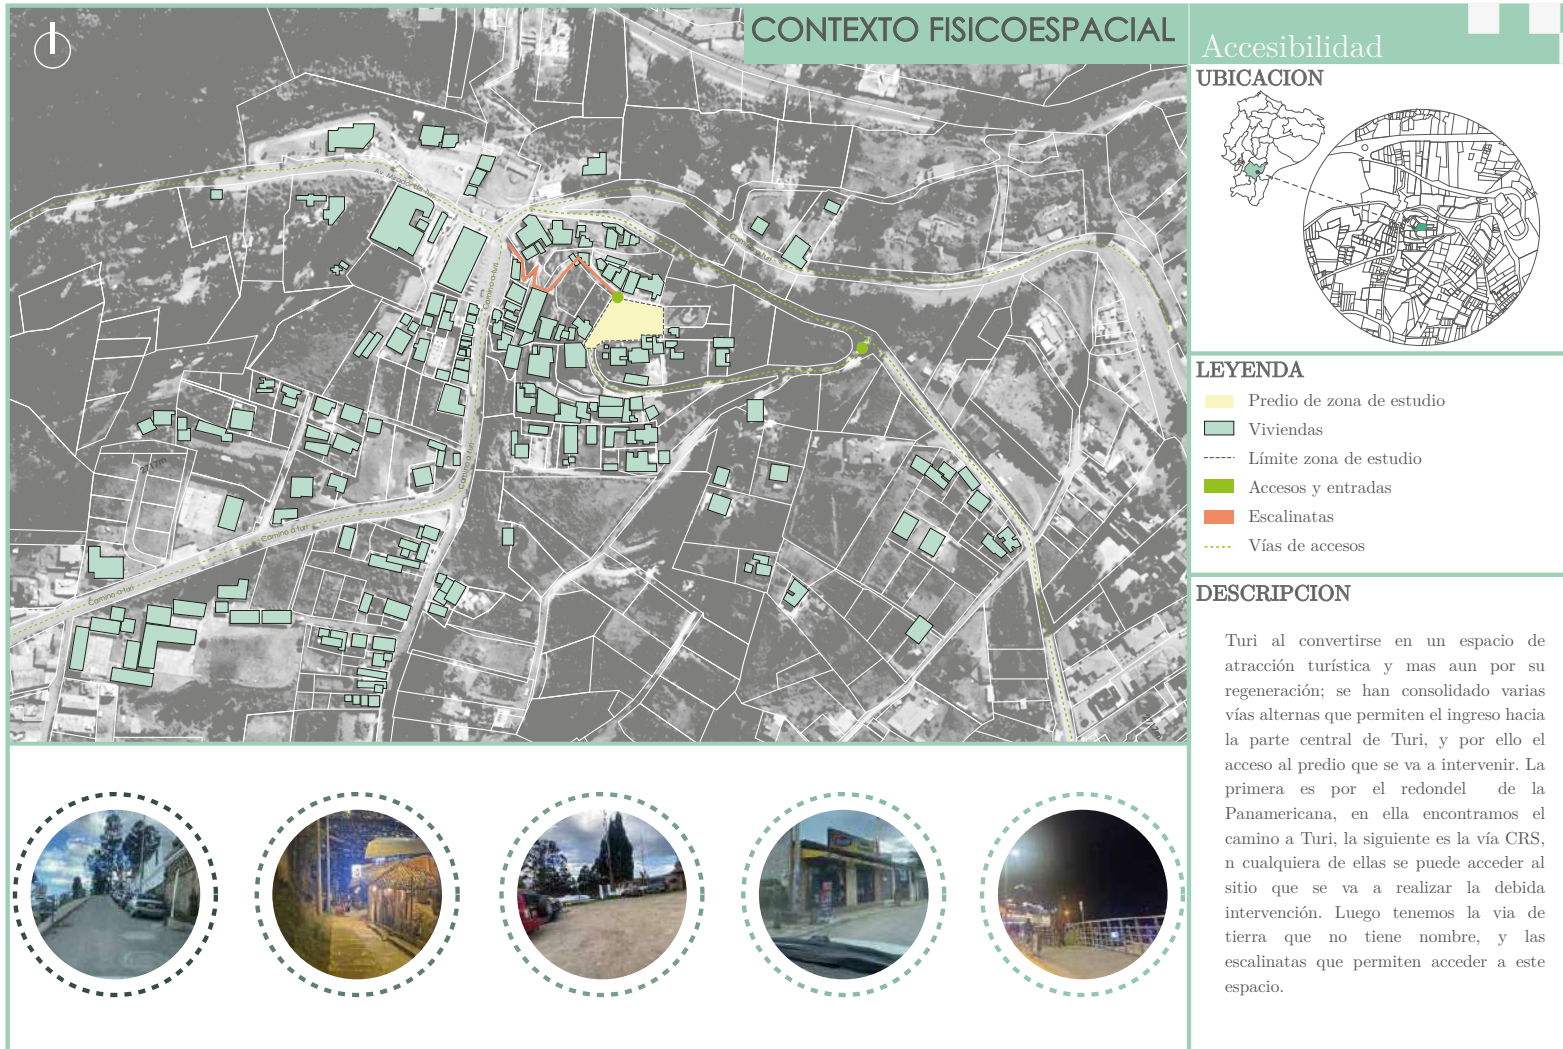 CONTEXTO FISICOESPACIAL
Accesibilidad
UBICACION
LEYENDA
Predio de zona de estudio
Viviendas
Límite zona de estudio
Accesos y entradas
Escalinatas
Vías de accesos
DESCRIPCION
Turi al convertirse en un espacio de
atracción turística y mas aun por su
regeneración; se han consolidado varias
vías alternas que permiten el ingreso hacia
la parte central de Turi, y por ello el
acceso al predio que se va a intervenir. La
primera es por el redondel de la
Panamericana, en ella encontramos el
camino a Turi, la siguiente es la vía CRS,
n cualquiera de ellas se puede acceder al
sitio que se va a realizar la debida
intervención. Luego tenemos la via de
tierra que no tiene nombre, y las
escalinatas que permiten acceder a este
espacio.
Camino a turi
Camino a turi
Camino a turi
Camino a turi